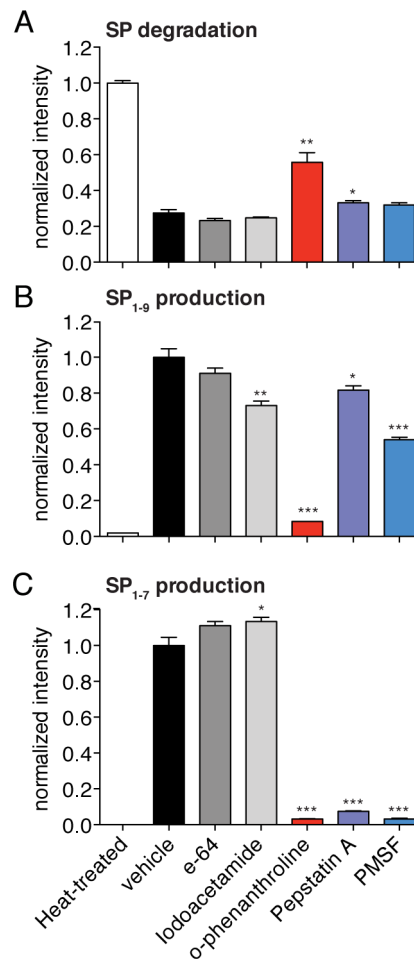 A SP degradation
normalized intensity
1.2
1.0
0.8
0.6
0.4
0.2
0.0
**
*
B SP1-9 production
normalized intensity
1.2
1.0
0.8
0.6
0.4
0.2
0.0
**
***
*
***
C SP1-7 production
normalized intensity
1.2
1.0
0.8
0.6
0.4
0.2
0.0
*
***
***
***
Heat-treated
vehicle
e-64
Iodoacetamide
o-phenanthroline
Pepstatin A
PMSF